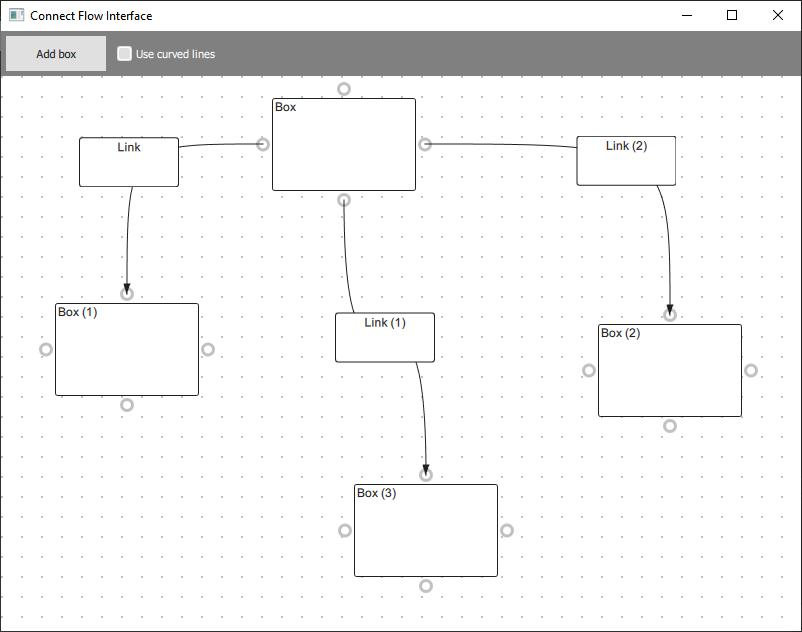 Connect Flow Interface
Add box
Use curved lines
Box
Link
Link (2)
Box (1)
Link (1)
Box (2)
Box (3)